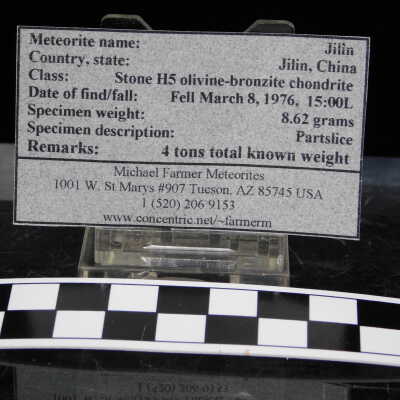 Meteorite name: Jilin
Country, state: Jilin, China
Class: Stone H5 olivine-bronzite chondrite
Date of find/fall: Fell March 8, 1976, 15:00L
Specimen weight: 8.62 grams
Specimen description: Partslice
Remarks: 4 tons total known weight
Michael Farmer Meteorites
1001 W. St Marys #907 Tucson, AZ 85745 USA
1 (520) 206 9153
www.concentric.net/~farmerm